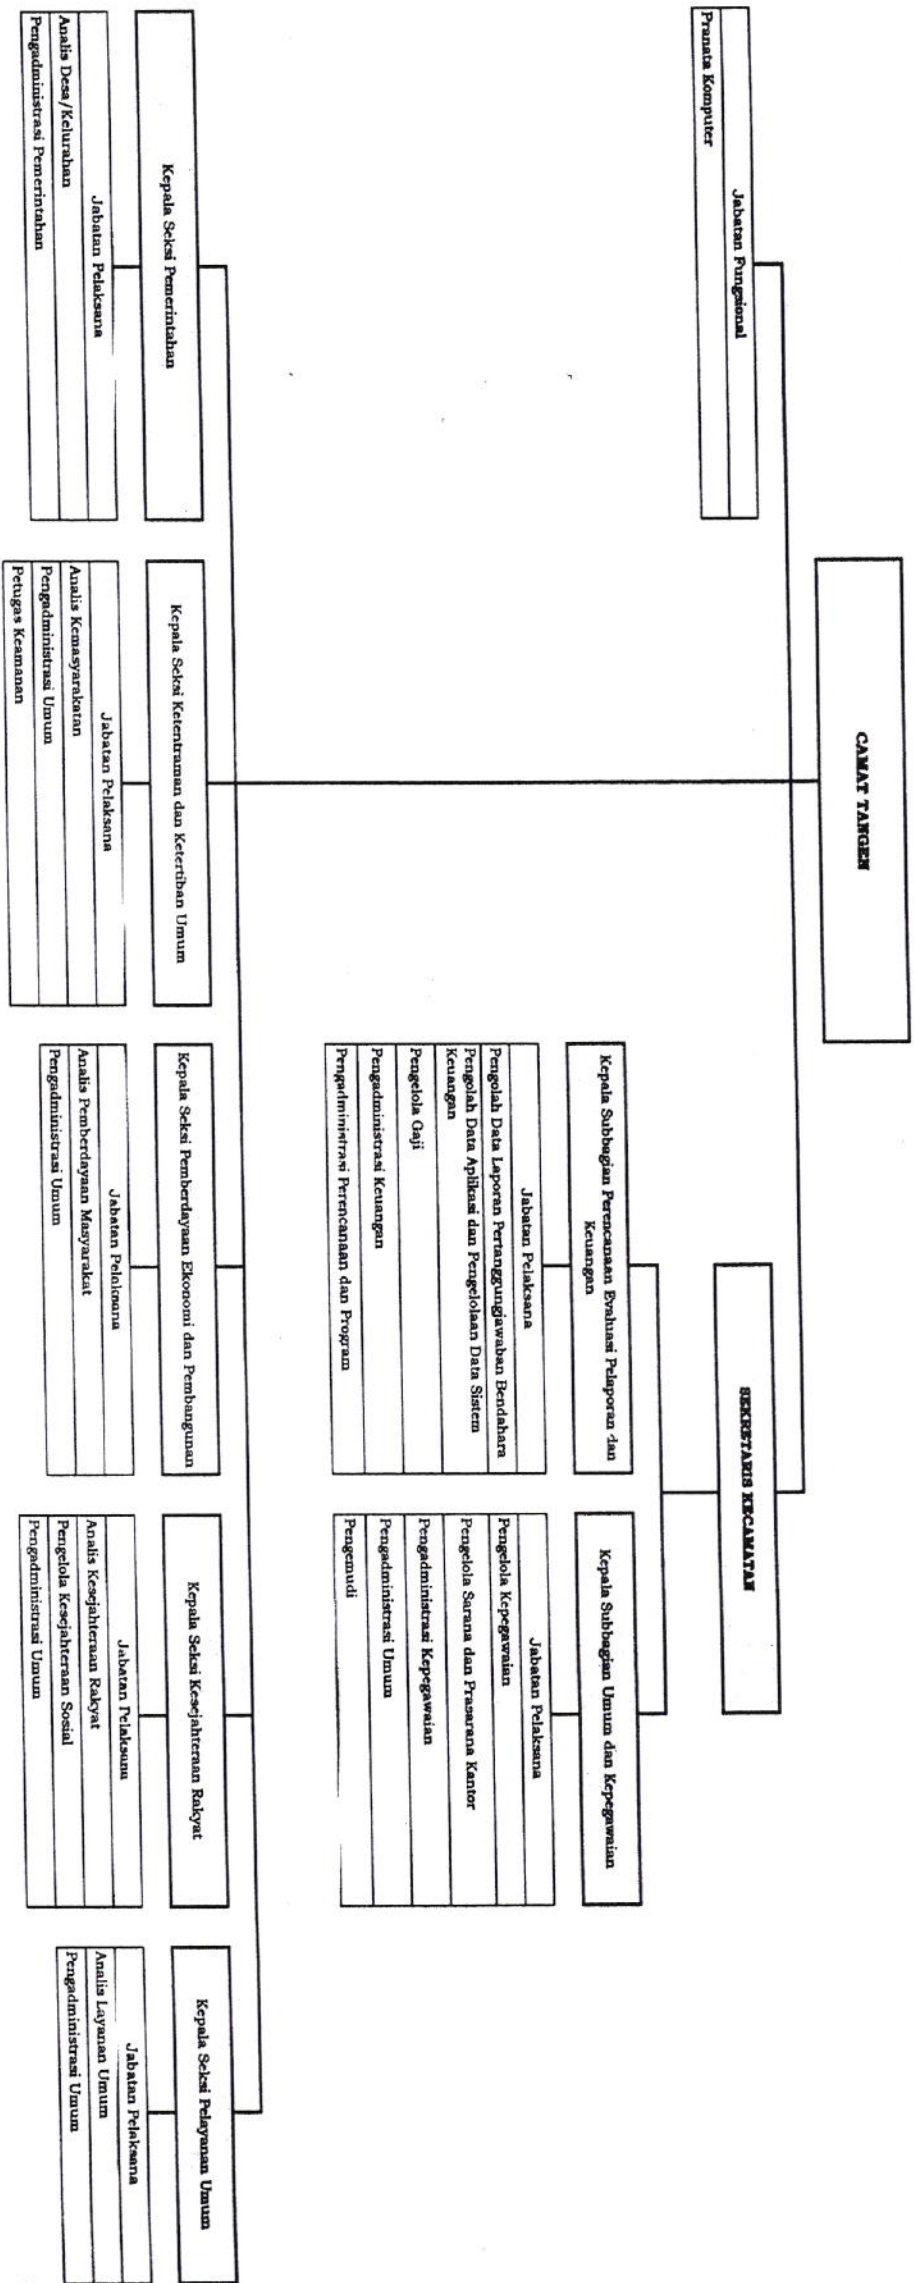 CAMAT TANGEN
Jabatan Fungsional
Pranata Komputer
SEKRETARIS KECAMATAN
Kepala Subbagian Perencanaan Evaluasi Pelaporan dan
Keuangan
Jabatan Pelaksana
Pengolah Data Laporan Pertanggungjawaban Bendahara
Pengolah Data Aplikasi dan Pengelolaan Data Sistem
Keuangan
Pengelola Gaji
Pengadministrasi Keuangan
Pengadministrasi Perencanaan dan Program
Kepala Subbagian Umum dan Kepegawaian
Jabatan Pelaksana
Pengelola Kepegawaian
Pengelola Sarana dan Prasarana Kantor
Pengadministrasi Kepegawaian
Pengadministrasi Umum
Pengemudi
Kepala Seksi Pemerintahan
Jabatan Pelaksana
Analis Desa/Kelurahan
Pengadministrasi Pemerintahan
Kepala Seksi Ketentraman dan Ketertiban Umum
Jabatan Pelaksana
Analis Kemasyarakatan
Pengadministrasi Umum
Petugas Keamanan
Kepala Seksi Pemberdayaan Ekonomi dan Pembangunan
Jabatan Pelaksana
Analis Pemberdayaan Masyarakat
Pengadministrasi Umum
Kepala Seksi Kesejahteraan Rakyat
Jabatan Pelaksana
Analis Kesejahteraan Rakyat
Pengelola Kesejahteraan Sosial
Pengadministrasi Umum
Kepala Seksi Pelayanan Umum
Jabatan Pelaksana
Analis Layanan Umum
Pengadministrasi Umum